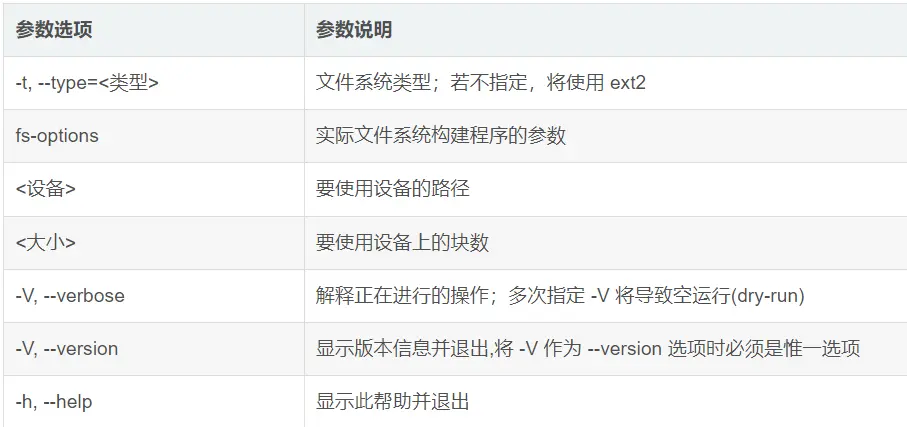 参数选项 参数说明
-t, --type=<类型> 文件系统类型；若不指定，将使用 ext2
fs-options 实际文件系统构建程序的参数
<设备> 要使用设备的路径
<大小> 要使用设备上的块数
-V, --verbose 解释正在进行的操作；多次指定 -V 将导致空运行(dry-run)
-V, --version 显示版本信息并退出,将 -V 作为 --version 选项时必须是惟一选项
-h, --help 显示此帮助并退出